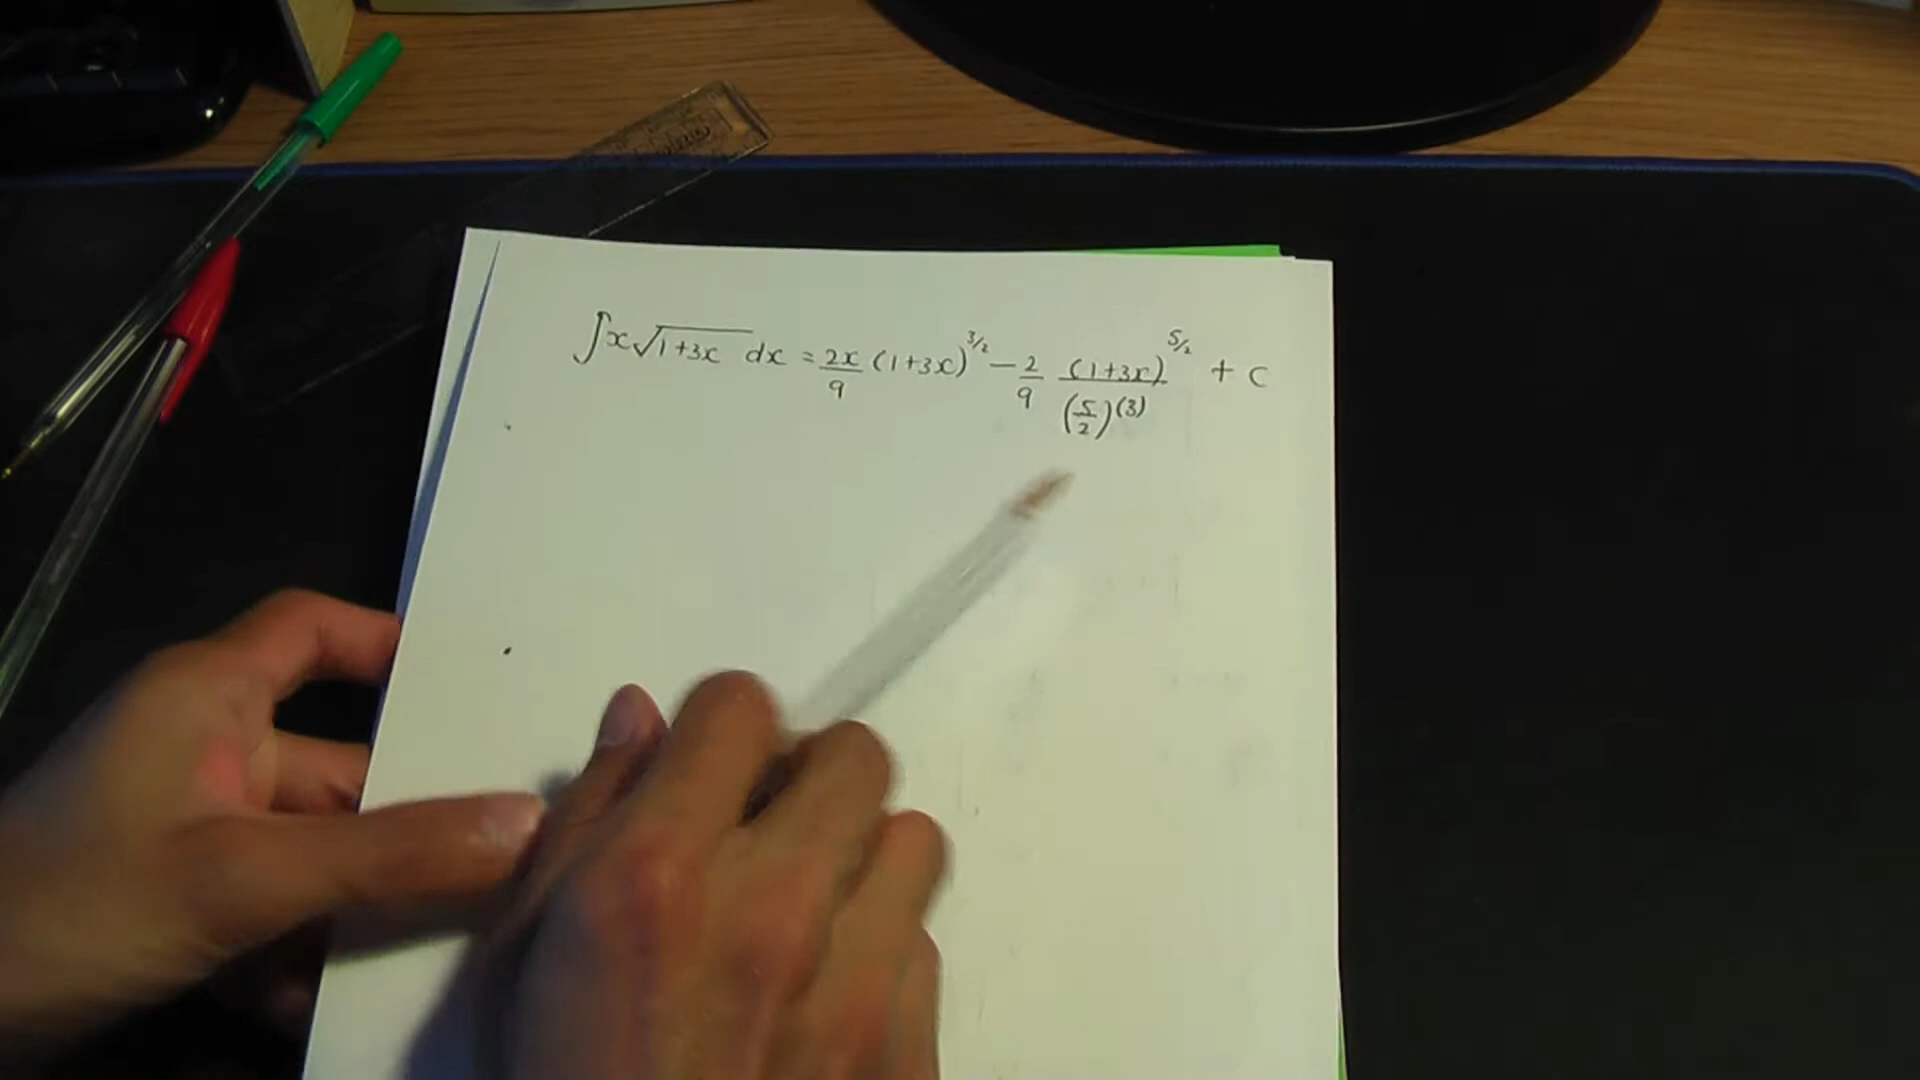 ∫x√(1+3x) dx = 2x/9 (1+3x)^3/2 − 2/9 (1+3x)^5/2 / (5/2)(3) + C